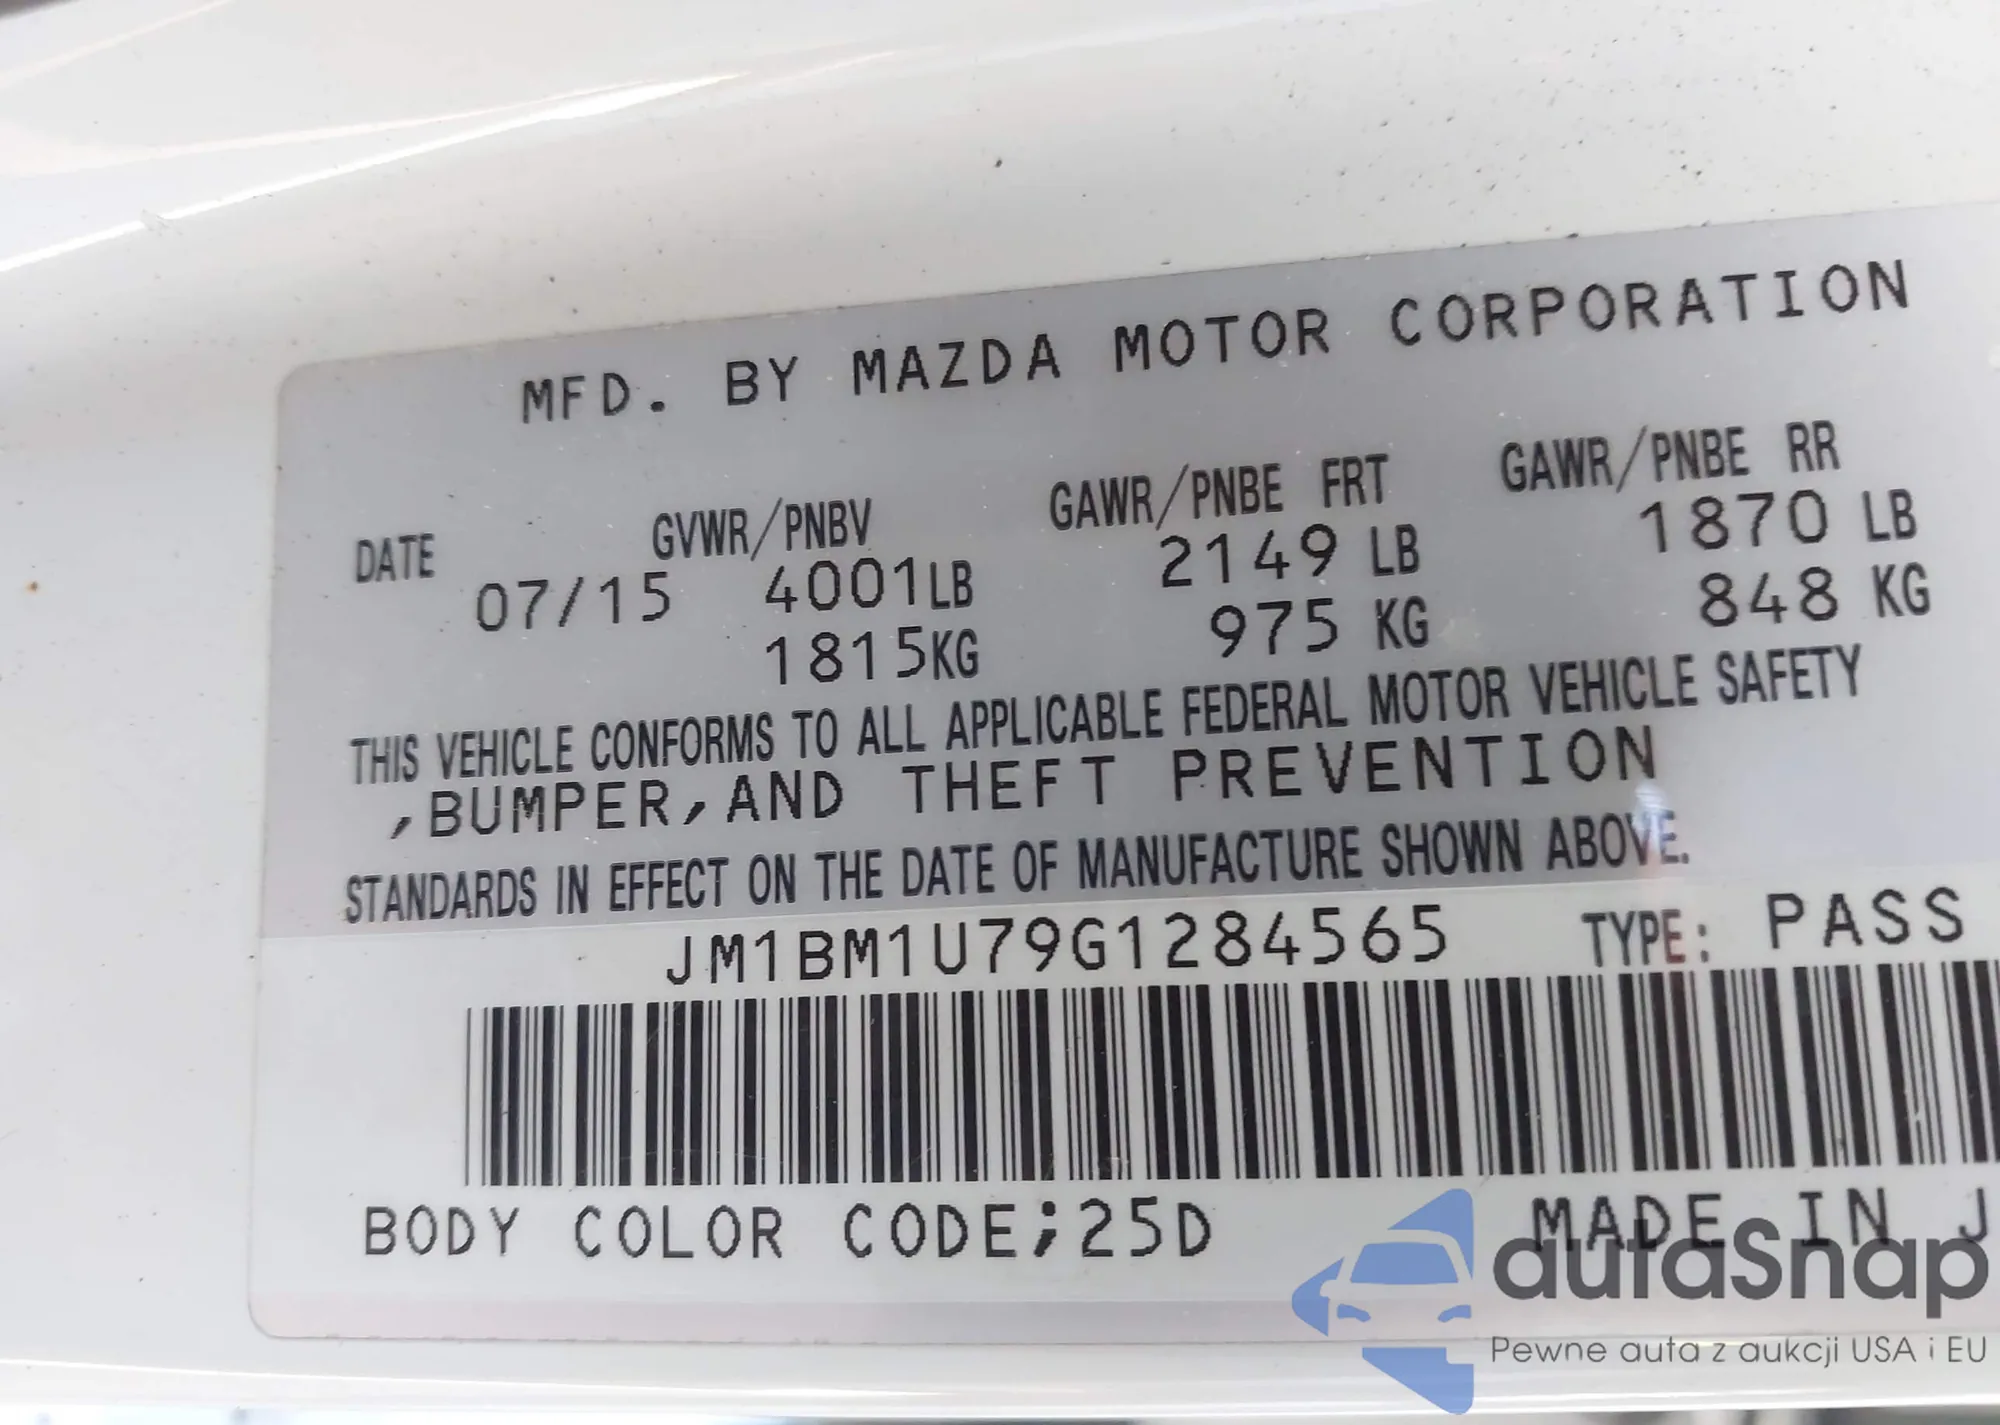 MFD. BY MAZDA MOTOR CORPORATION
DATE GVWR/PNBV GAWR/PNBE FRT GAWR/PNBE RR
07/15 4001LB 2149 LB 1870 LB
1815KG 975 KG 848 KG
THIS VEHICLE CONFORMS TO ALL APPLICABLE FEDERAL MOTOR VEHICLE SAFETY
,BUMPER,AND THEFT PREVENTION
STANDARDS IN EFFECT ON THE DATE OF MANUFACTURE SHOWN ABOVE.
JM1BM1U79G1284565 TYPE: PASS
BODY COLOR CODE;25D MADE IN J
autaSnap
Pewne auta z aukcji USA i EU